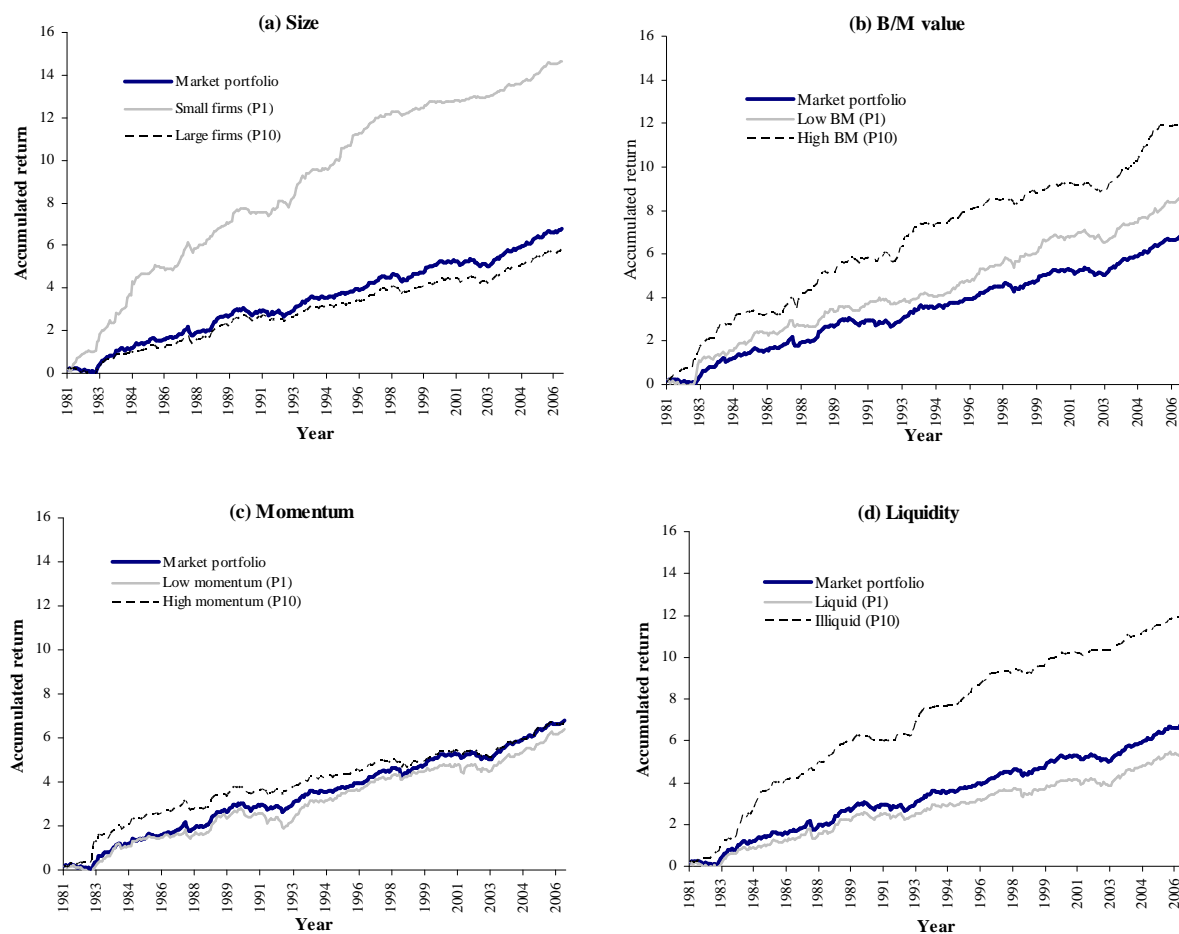 (a) Size
Accumulated return
16
14
12
10
8
6
4
2
0
Market portfolio
Small firms (P1)
Large firms (P10)
1981 1983 1984 1986 1988 1989 1991 1993 1994 1996 1998 1999 2001 2003 2004 2006
Year
(b) B/M value
Accumulated return
16
14
12
10
8
6
4
2
0
Market portfolio
Low BM (P1)
High BM (P10)
1981 1983 1984 1986 1988 1989 1991 1993 1994 1996 1998 1999 2001 2003 2004 2006
Year
(c) Momentum
Accumulated return
16
14
12
10
8
6
4
2
0
Market portfolio
Low momentum (P1)
High momentum (P10)
1981 1983 1984 1986 1988 1989 1991 1993 1994 1996 1998 1999 2001 2003 2004 2006
Year
(d) Liquidity
Accumulated return
16
14
12
10
8
6
4
2
0
Market portfolio
Liquid (P1)
Illiquid (P10)
1981 1983 1984 1986 1988 1989 1991 1993 1994 1996 1998 1999 2001 2003 2004 2006
Year